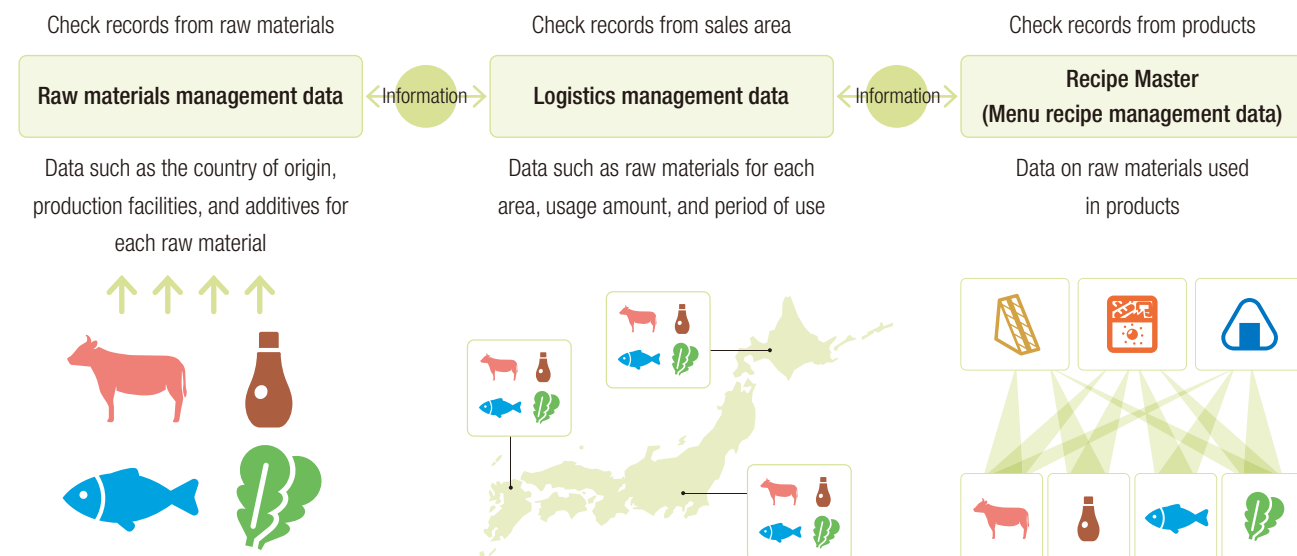 Check records from raw materials
Raw materials management data
Data such as the country of origin,
production facilities, and additives for
each raw material
Information
Check records from sales area
Logistics management data
Data such as raw materials for each
area, usage amount, and period of use
Information
Check records from products
Recipe Master
(Menu recipe management data)
Data on raw materials used
in products